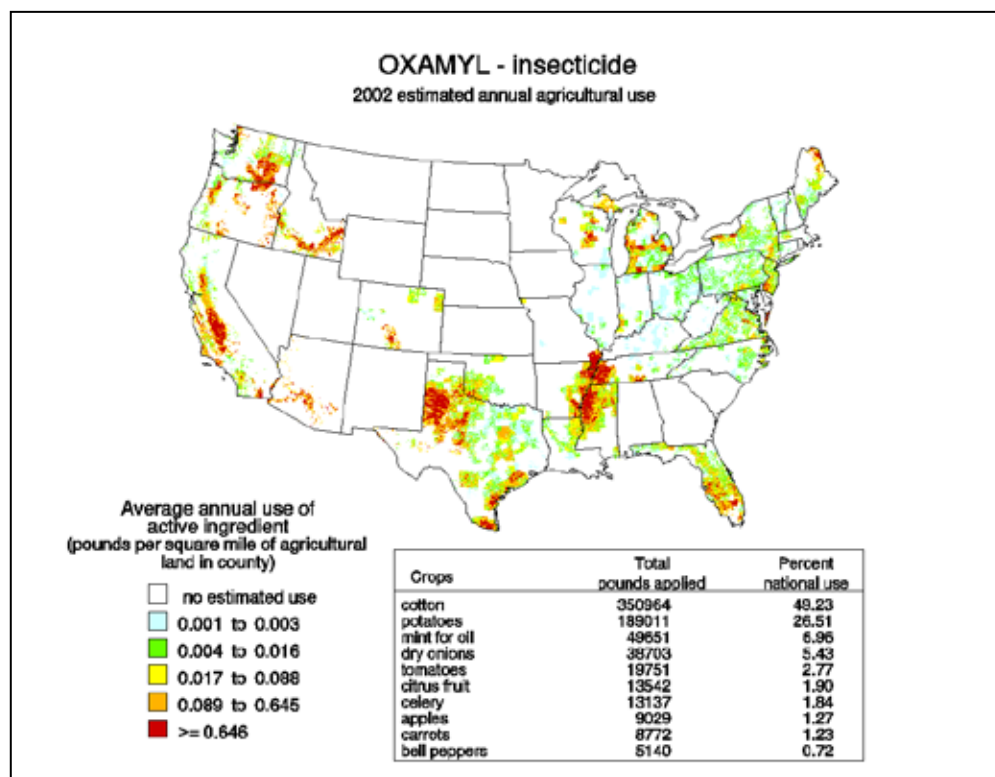 OXAMYL - insecticide
2002 estimated annual agricultural use
Average annual use of
active ingredient
(pounds per square mile of agricultural
land in county)
no estimated use
0.001 to 0.003
0.004 to 0.016
0.017 to 0.088
0.089 to 0.645
>= 0.646
Crops Total pounds applied Percent national use
cotton 350964 49.23
potatoes 189011 26.51
mint for oil 49651 6.96
dry onions 38703 5.43
tomatoes 19751 2.77
citrus fruit 13542 1.90
celery 13137 1.84
apples 9029 1.27
carrots 8772 1.23
bell peppers 5140 0.72